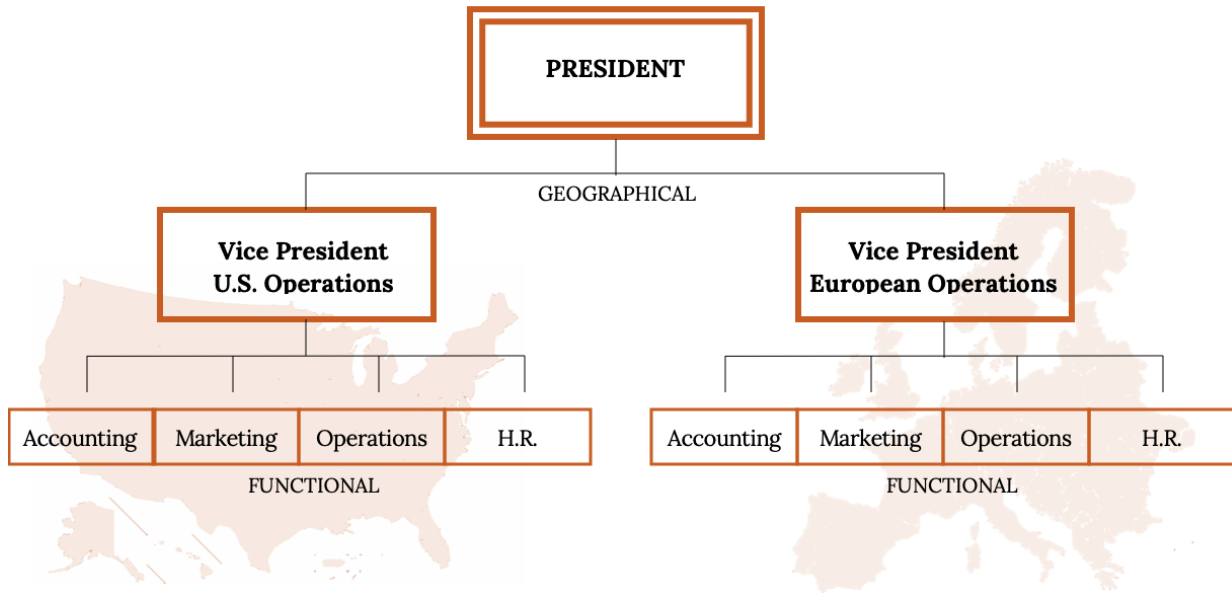 PRESIDENT
GEOGRAPHICAL
Vice President
U.S. Operations
Vice President
European Operations
Accounting
Marketing
Operations
H.R.
FUNCTIONAL
Accounting
Marketing
Operations
H.R.
FUNCTIONAL